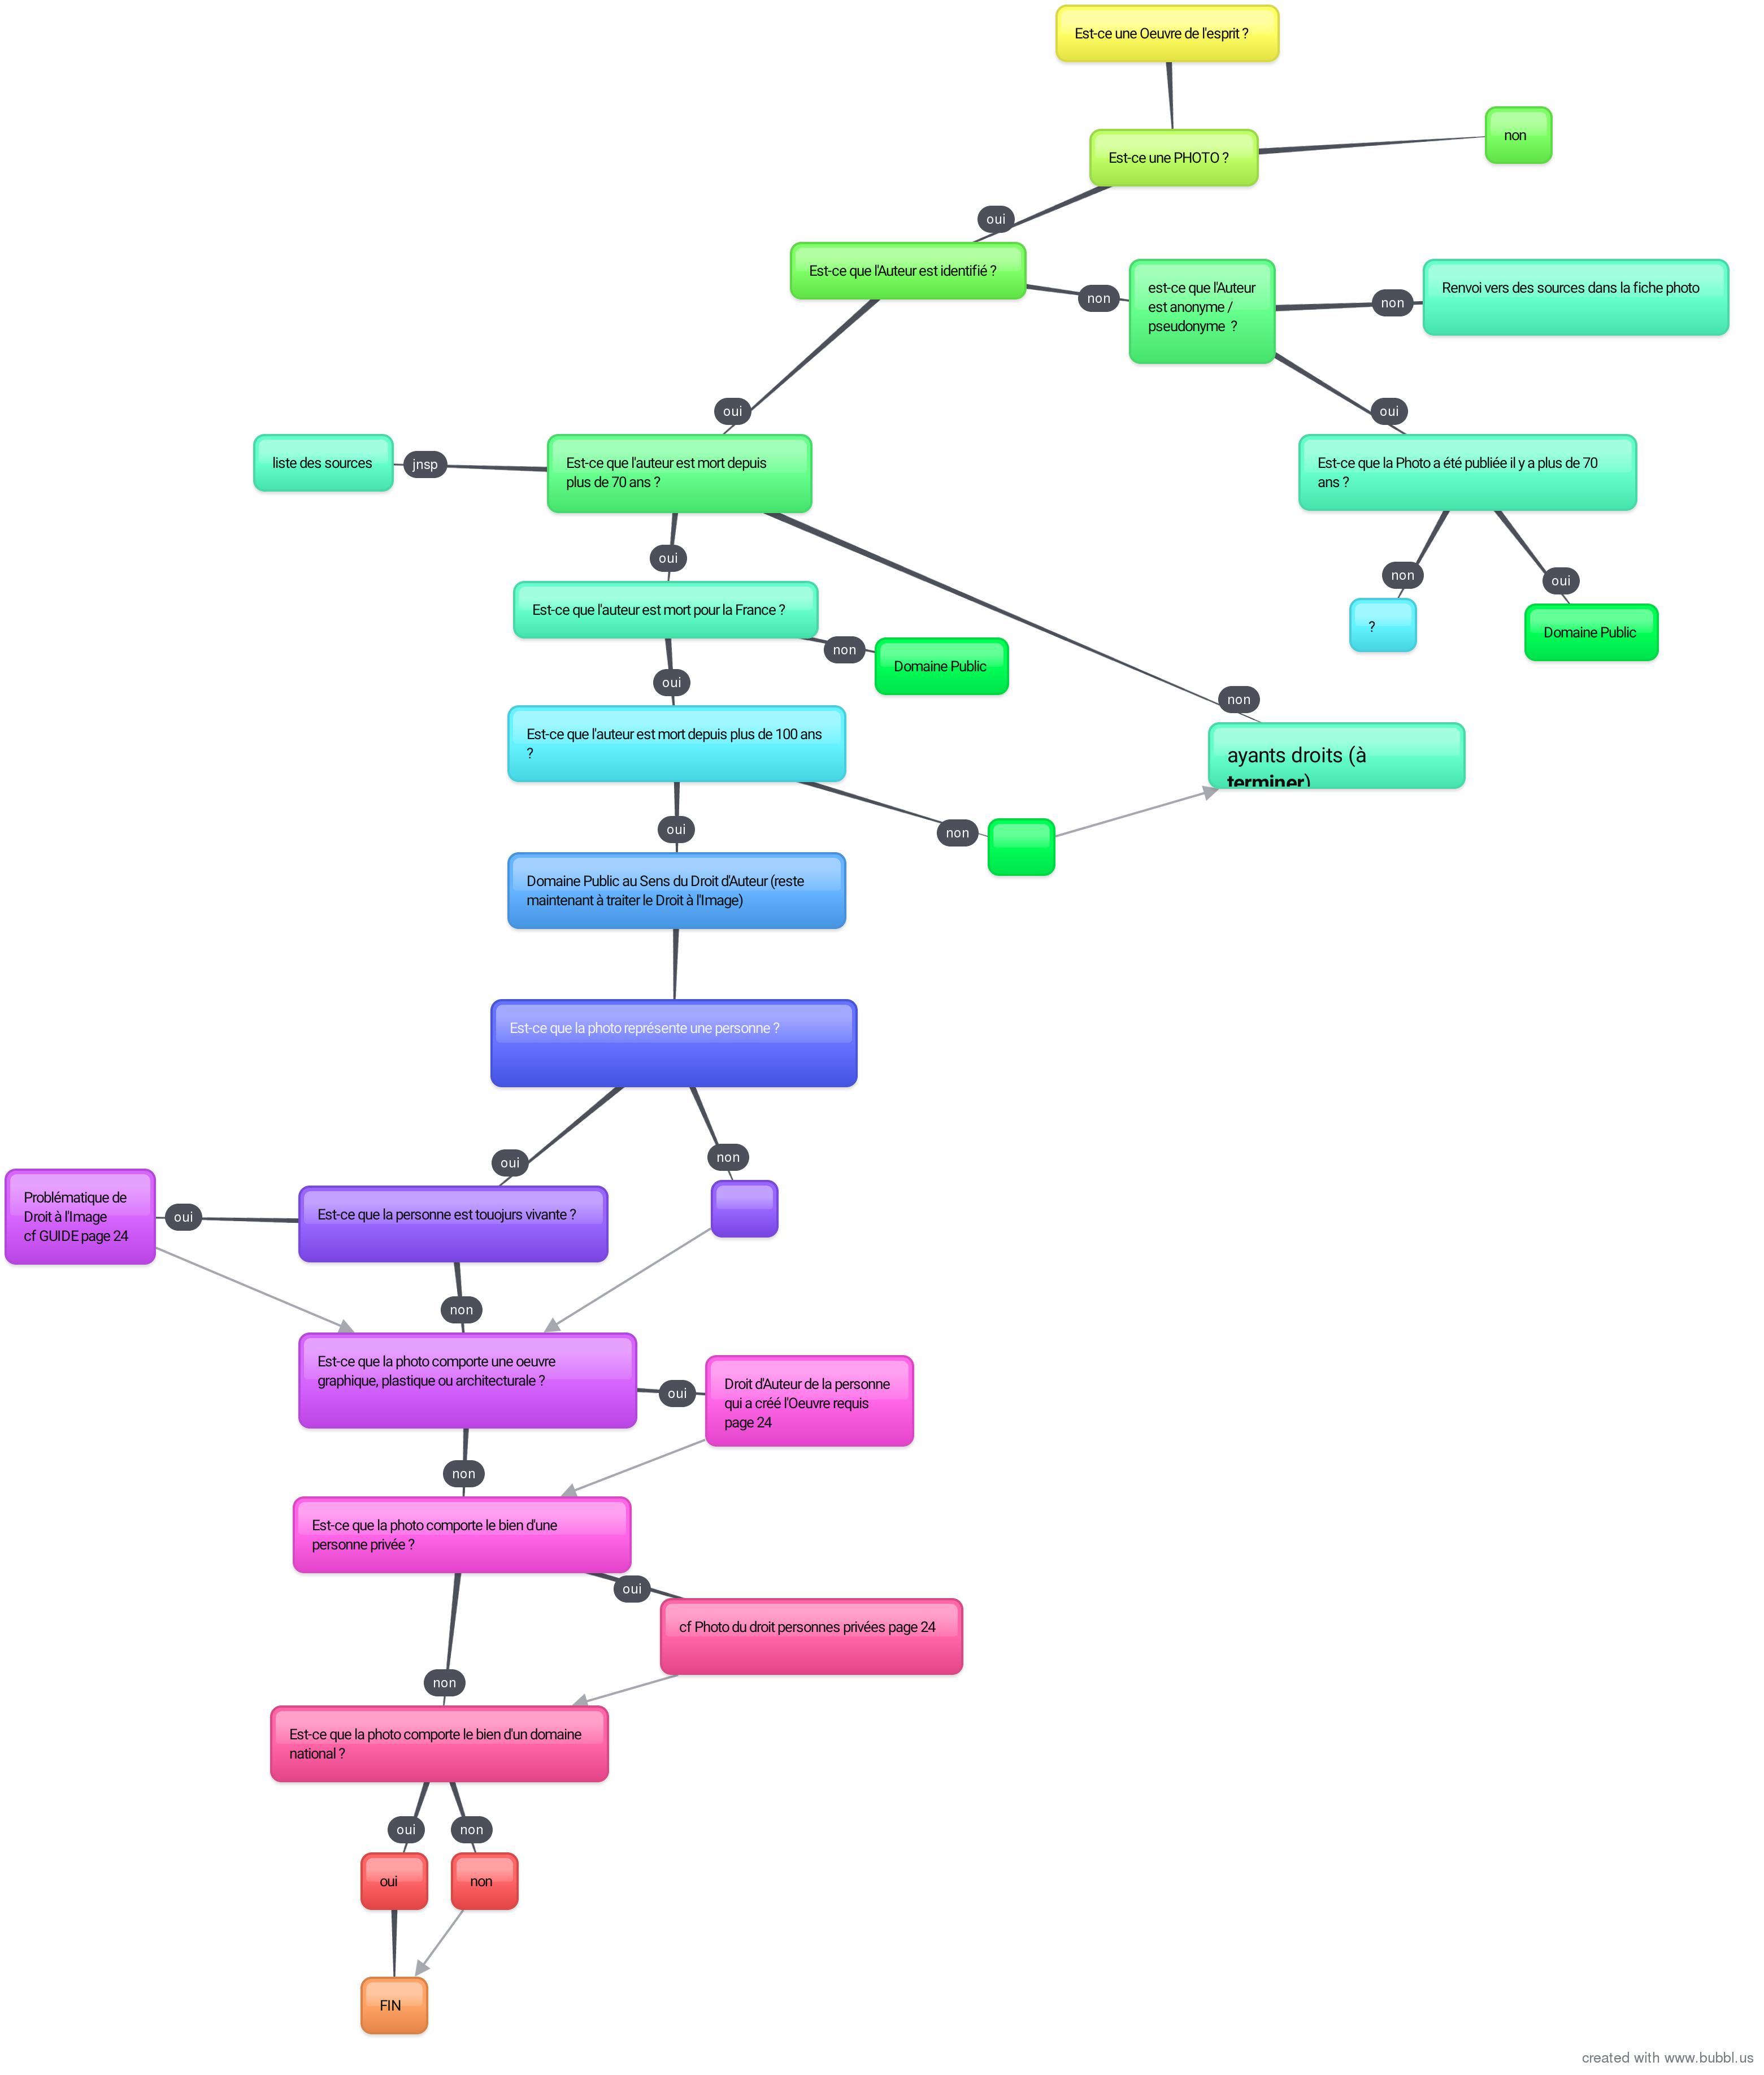 Est-ce une Oeuvre de l'esprit ?
non
Est-ce une PHOTO ?
oui
Est-ce que l'Auteur est identifié ?
non
est-ce que l'Auteur
est anonyme /
pseudonyme ?
non
Renvoi vers des sources dans la fiche photo
oui
oui
liste des sources
jnsp
Est-ce que l'auteur est mort depuis
plus de 70 ans ?
Est-ce que la Photo a été publiée il y a plus de 70
ans ?
oui
non
oui
Est-ce que l'auteur est mort pour la France ?
non
Domaine Public
?
Domaine Public
oui
non
Est-ce que l'auteur est mort depuis plus de 100 ans
?
ayants droits (à
terminer)
oui
non
Domaine Public au Sens du Droit d'Auteur (reste
maintenant à traiter le Droit à l'Image)
Est-ce que la photo représente une personne ?
oui
non
Problématique de
Droit à l'Image
cf GUIDE page 24
oui
Est-ce que la personne est touojurs vivante ?
non
Est-ce que la photo comporte une oeuvre
graphique, plastique ou architecturale ?
oui
Droit d'Auteur de la personne
qui a créé l'Oeuvre requis
page 24
non
Est-ce que la photo comporte le bien d'une
personne privée ?
oui
cf Photo du droit personnes privées page 24
non
Est-ce que la photo comporte le bien d'un domaine
national ?
oui
non
oui
non
FIN
created with www.bubbl.us